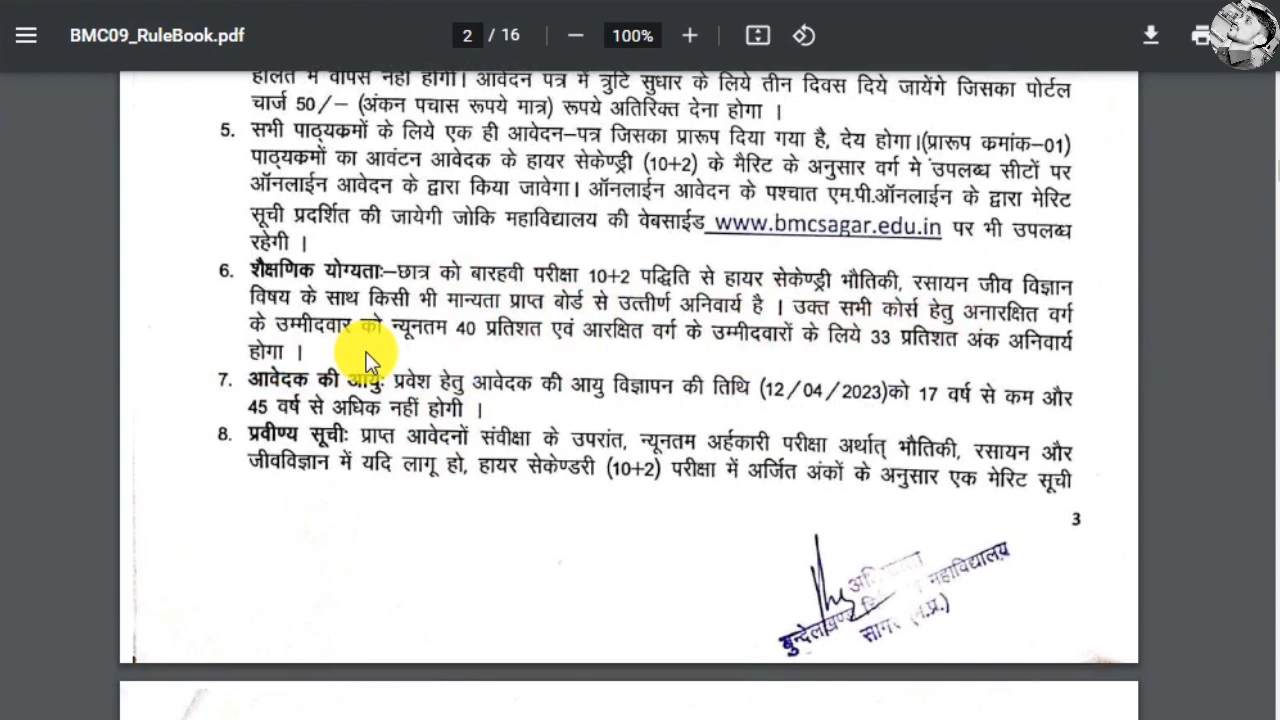 BMC09_RuleBook.pdf 2 / 16 100%
हालत में वापस नहीं होगी। आवेदन पत्र में त्रुटि सुधार के लिये तीन दिवस दिये जायेंगे जिसका पोर्टल
चार्ज 50/– (अंकन पचास रूपये मात्र) रूपये अतिरिक्त देना होगा ।
5. सभी पाठ्यकमों के लिये एक ही आवेदन–पत्र जिसका प्रारूप दिया गया है, देय होगा।(प्रारूप कमांक–01)
पाठ्यकमों का आवंटन आवेदक के हायर सेकेण्ड्री (10+2) के मैरिट के अनुसार वर्ग मे उपलब्ध सीटों पर
ऑनलाईन आवेदन के द्वारा किया जावेगा। ऑनलाईन आवेदन के पश्चात एम.पी.ऑनलाईन के द्वारा मेरिट
सूची प्रदर्शित की जायेगी जोकि महाविद्यालय की वेबसाईड www.bmcsagar.edu.in पर भी उपलब्ध
रहेगी ।
6. शैक्षणिक योग्यताः–छात्र को बारहवी परीक्षा 10+2 पद्धिति से हायर सेकेण्ड्री भौतिकी, रसायन जीव विज्ञान
विषय के साथ किसी भी मान्यता प्राप्त बोर्ड से उत्तीर्ण अनिवार्य है । उक्त सभी कोर्स हेतु अनारक्षित वर्ग
के उम्मीदवार को न्यूनतम 40 प्रतिशत एवं आरक्षित वर्ग के उम्मीदवारों के लिये 33 प्रतिशत अंक अनिवार्य
होगा ।
7. आवेदक की आयुः प्रवेश हेतु आवेदक की आयु विज्ञापन की तिथि (12/04/2023)को 17 वर्ष से कम और
45 वर्ष से अधिक नहीं होगी ।
8. प्रवीण्य सूचीः प्राप्त आवेदनों संवीक्षा के उपरांत, न्यूनतम अर्हकारी परीक्षा अर्थात् भौतिकी, रसायन और
जीवविज्ञान में यदि लागू हो, हायर सेकेण्डरी (10+2) परीक्षा में अर्जित अंकों के अनुसार एक मेरिट सूची
3
बुन्देलखण्ड महाविद्यालय
सागर (म.प्र.)